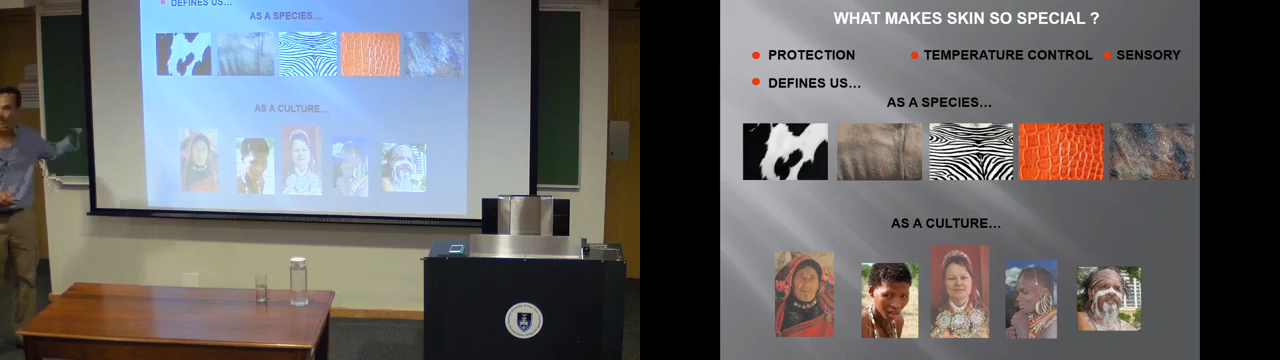 DEFINES US…
AS A SPECIES…
AS A CULTURE…
WHAT MAKES SKIN SO SPECIAL ?
PROTECTION
TEMPERATURE CONTROL
SENSORY
DEFINES US…
AS A SPECIES…
AS A CULTURE…